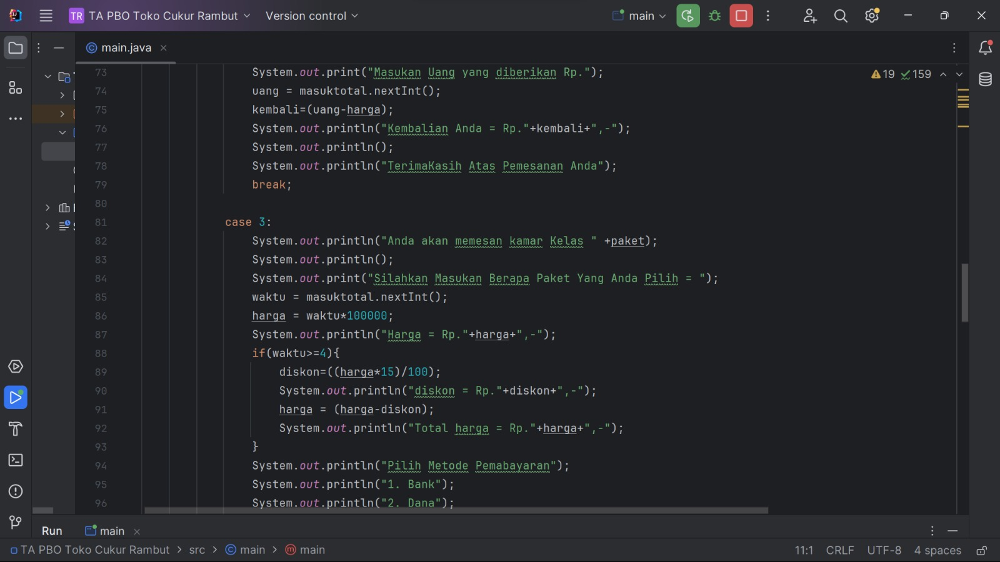 TR TA PBO Toko Cukur Rambut Version control main
main.java
19 159
73 System.out.print("Masukan Uang yang diberikan Rp.");
74 uang = masuktotal.nextInt();
75 kembali=(uang-harga);
76 System.out.println("Kembalian Anda = Rp."+kembali+",-");
77 System.out.println();
78 System.out.println("TerimaKasih Atas Pemesanan Anda");
79 break;
80
81 case 3:
82 System.out.println("Anda akan memesan kamar Kelas " +paket);
83 System.out.println();
84 System.out.print("Silahkan Masukan Berapa Paket Yang Anda Pilih = ");
85 waktu = masuktotal.nextInt();
86 harga = waktu*100000;
87 System.out.println("Harga = Rp."+harga+",-");
88 if(waktu>=4){
89 diskon=((harga*15)/100);
90 System.out.println("diskon = Rp."+diskon+",-");
91 harga = (harga-diskon);
92 System.out.println("Total harga = Rp."+harga+",-");
93 }
94 System.out.println("Pilih Metode Pemabayaran");
95 System.out.println("1. Bank");
96 System.out.println("2. Dana");
Run main
TA PBO Toko Cukur Rambut > src > main > main 11:1 CRLF UTF-8 4 spaces